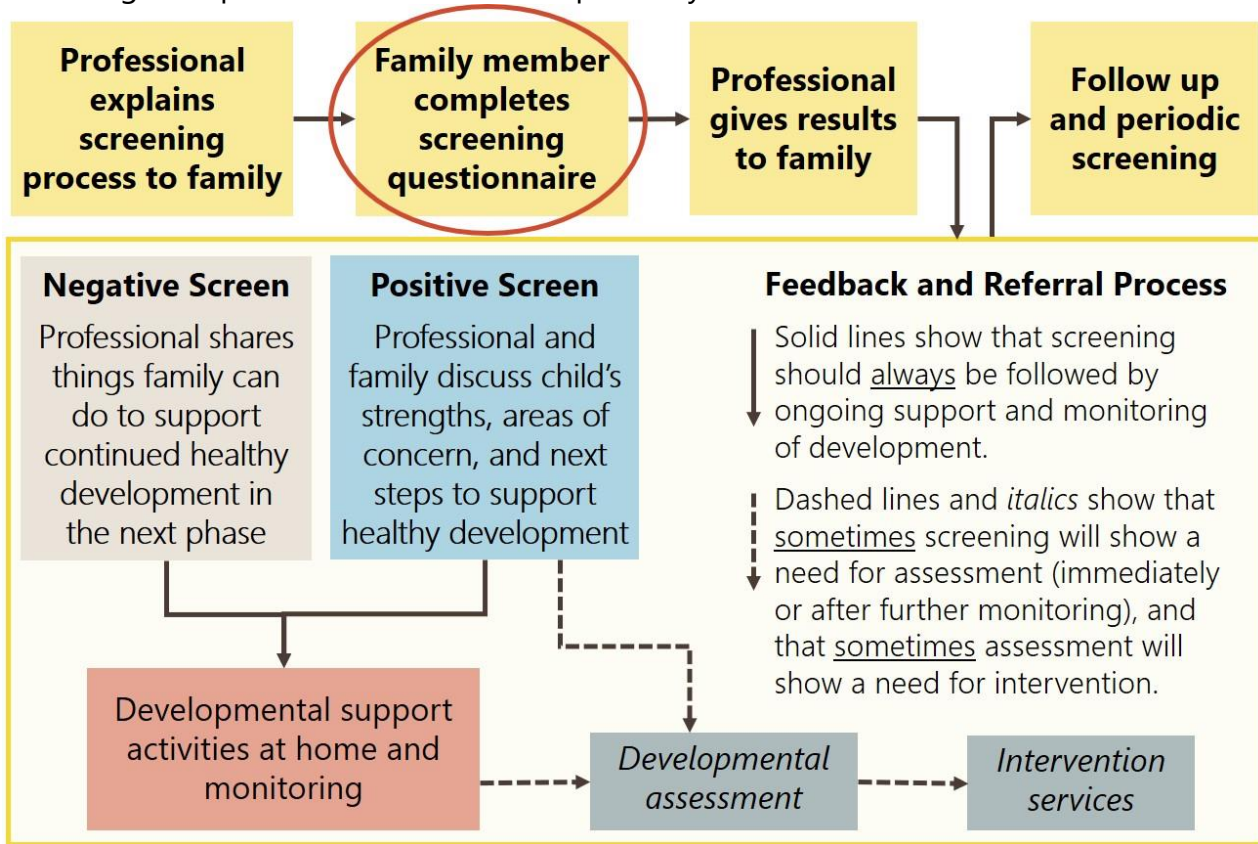 Professional
explains
screening
process to family
Family member
completes
screening
questionnaire
Professional
gives results
to family
Follow up
and periodic
screening
Negative Screen
Professional shares
things family can
do to support
continued healthy
development in
the next phase
Positive Screen
Professional and
family discuss child's
strengths, areas of
concern, and next
steps to support
healthy development
Feedback and Referral Process
Solid lines show that screening
should always be followed by
ongoing support and monitoring
of development.
Dashed lines and italics show that
sometimes screening will show a
need for assessment (immediately
or after further monitoring), and
that sometimes assessment will
show a need for intervention.
Developmental support
activities at home and
monitoring
Developmental
assessment
Intervention
services